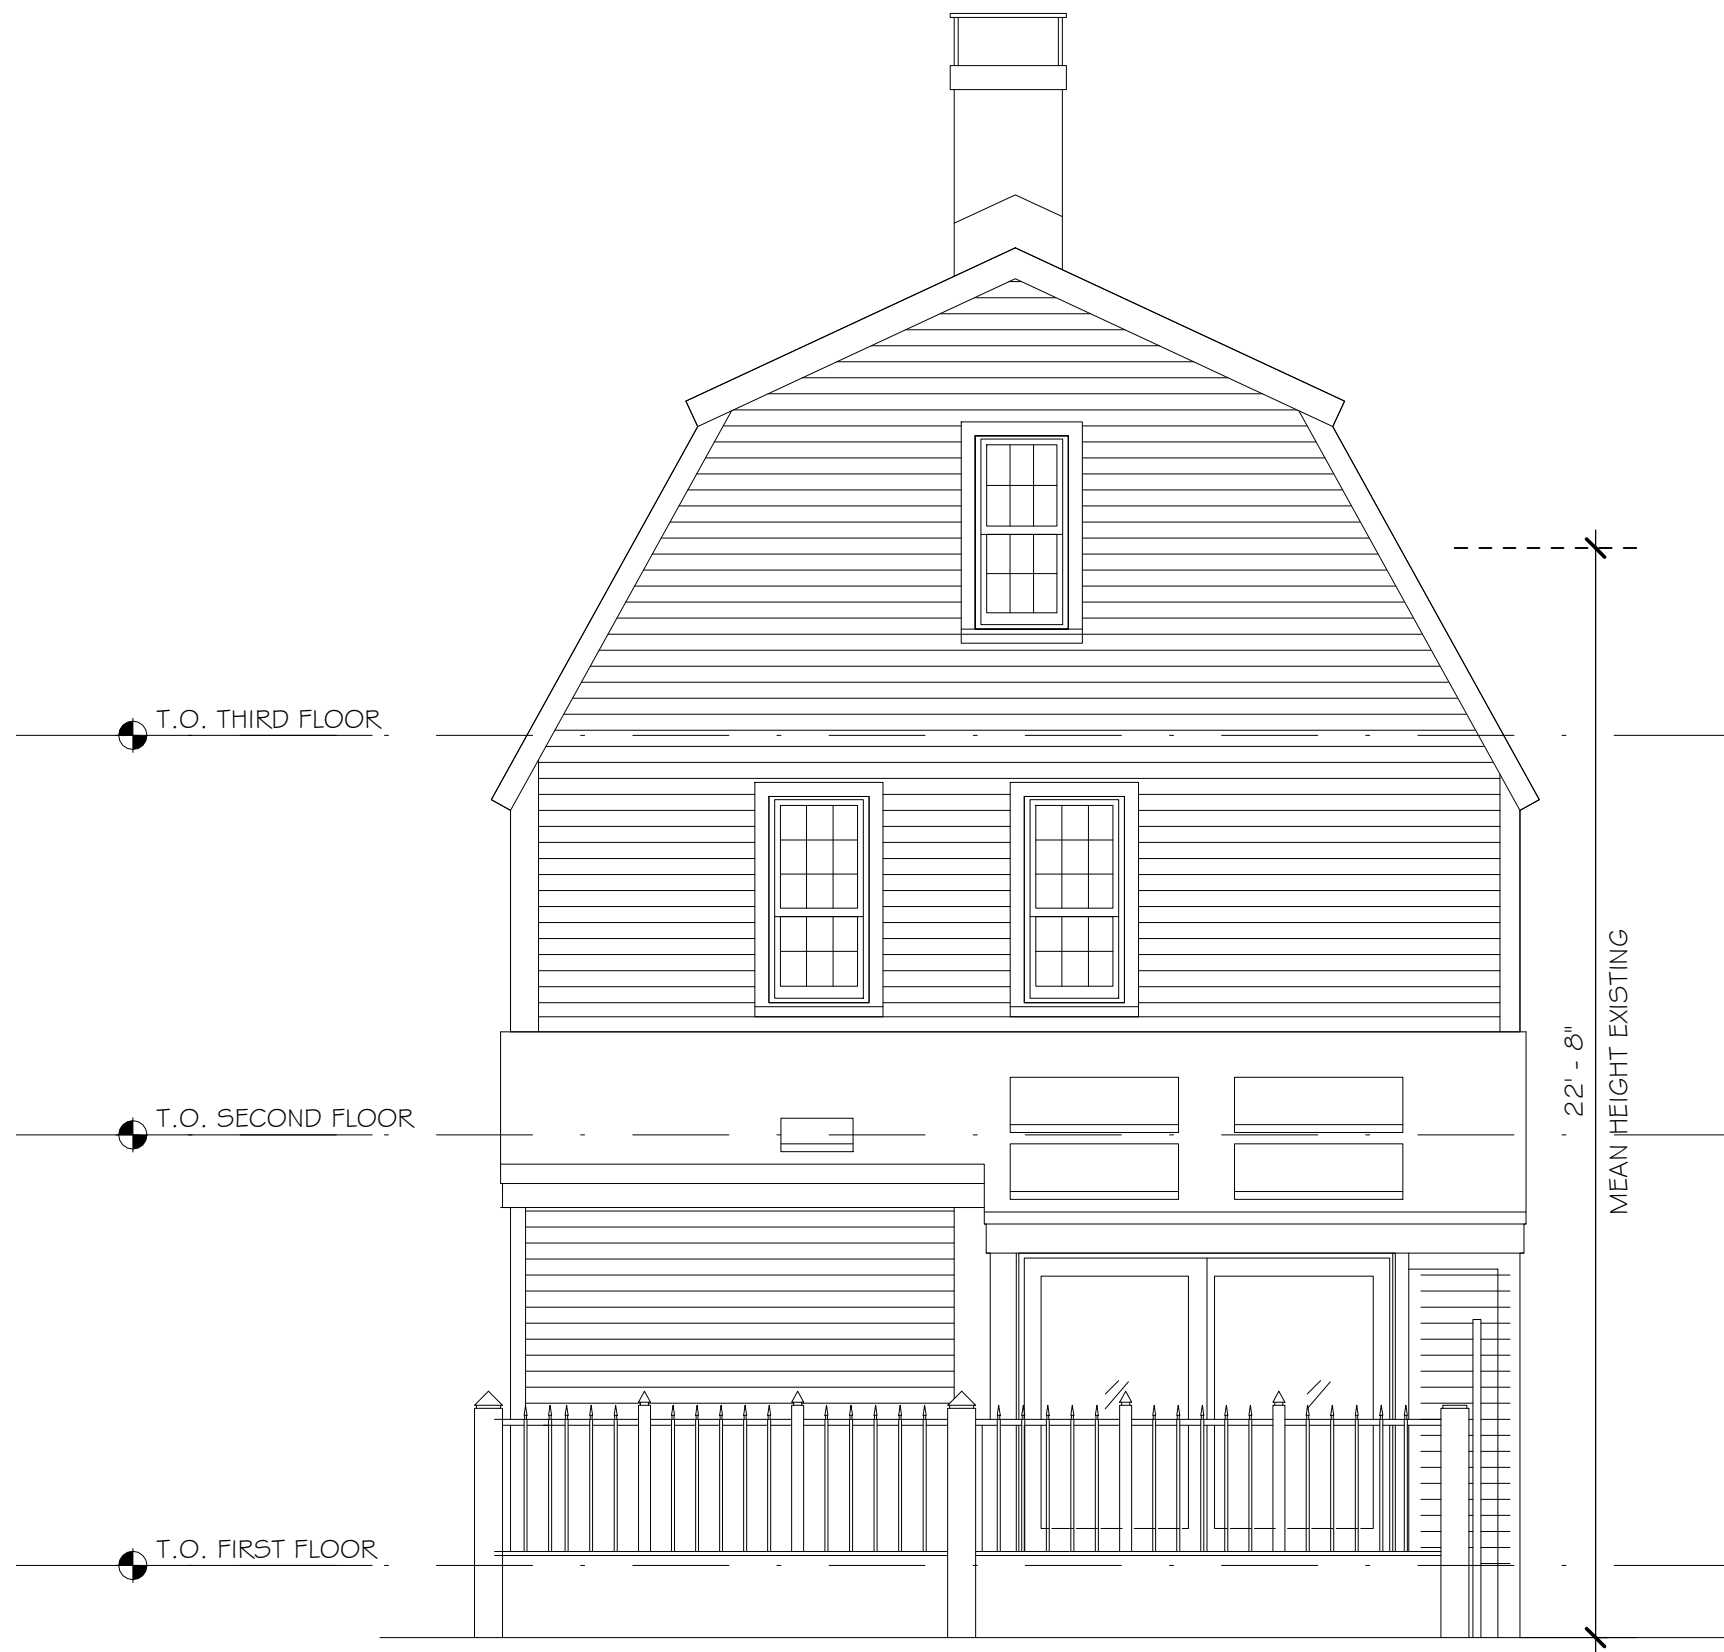 T.O. THIRD FLOOR
22' - 8"
MEAN HEIGHT EXISTING
T.O. SECOND FLOOR
T.O. FIRST FLOOR